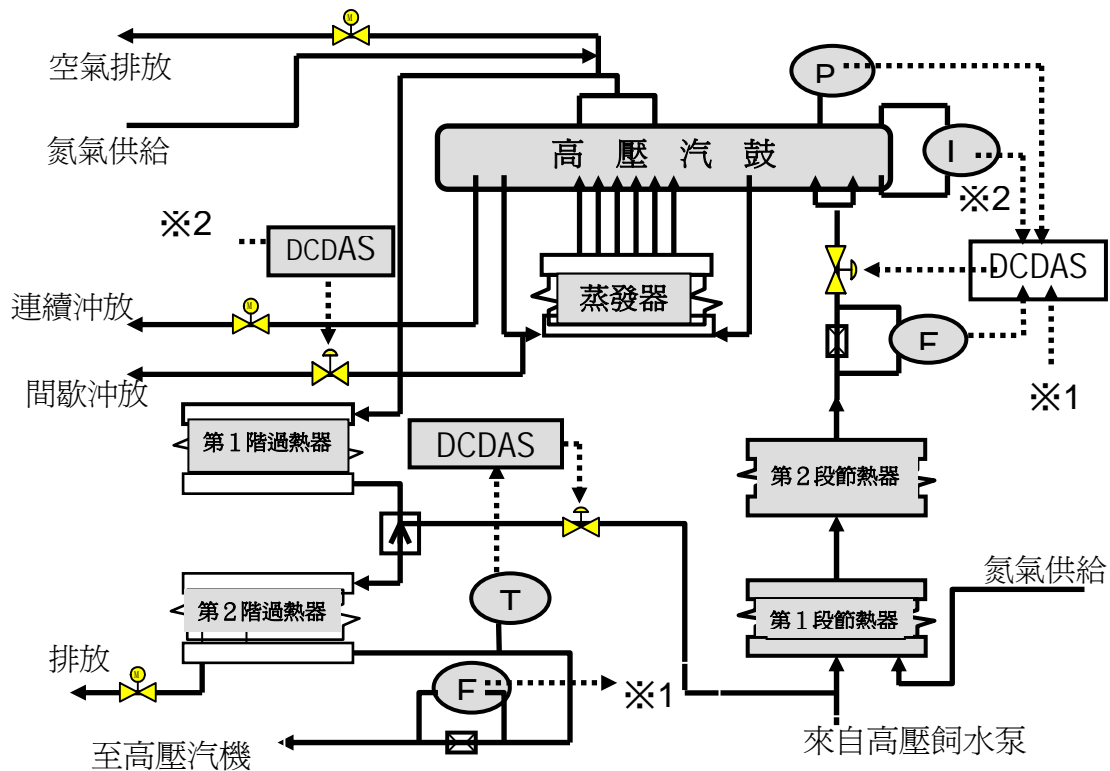 空氣排放
氮氣供給
P
高壓汽鼓
I
※2
※2
DCDAS
DCDAS
蒸發器
連續沖放
M
M
間歇沖放
F
※1
第1階過熱器
DCDAS
第2段節熱器
氮氣供給
第2階過熱器
T
第1段節熱器
排放
M
F
※1
至高壓汽機
來自高壓飼水泵